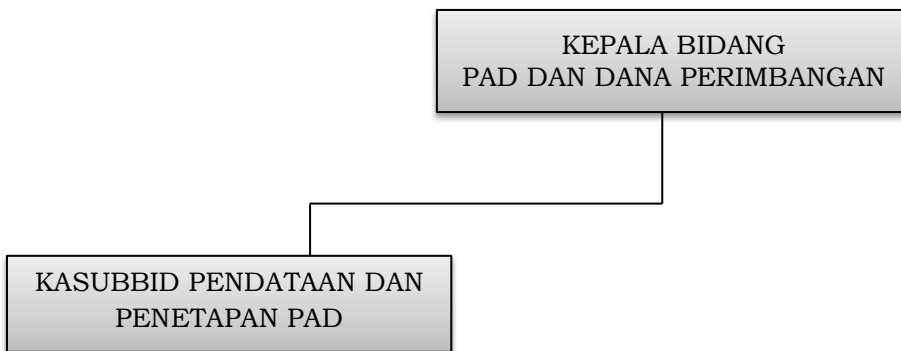 KEPALA BIDANG
PAD DAN DANA PERIMBANGAN
KASUBBID PENDATAAN DAN
PENETAPAN PAD